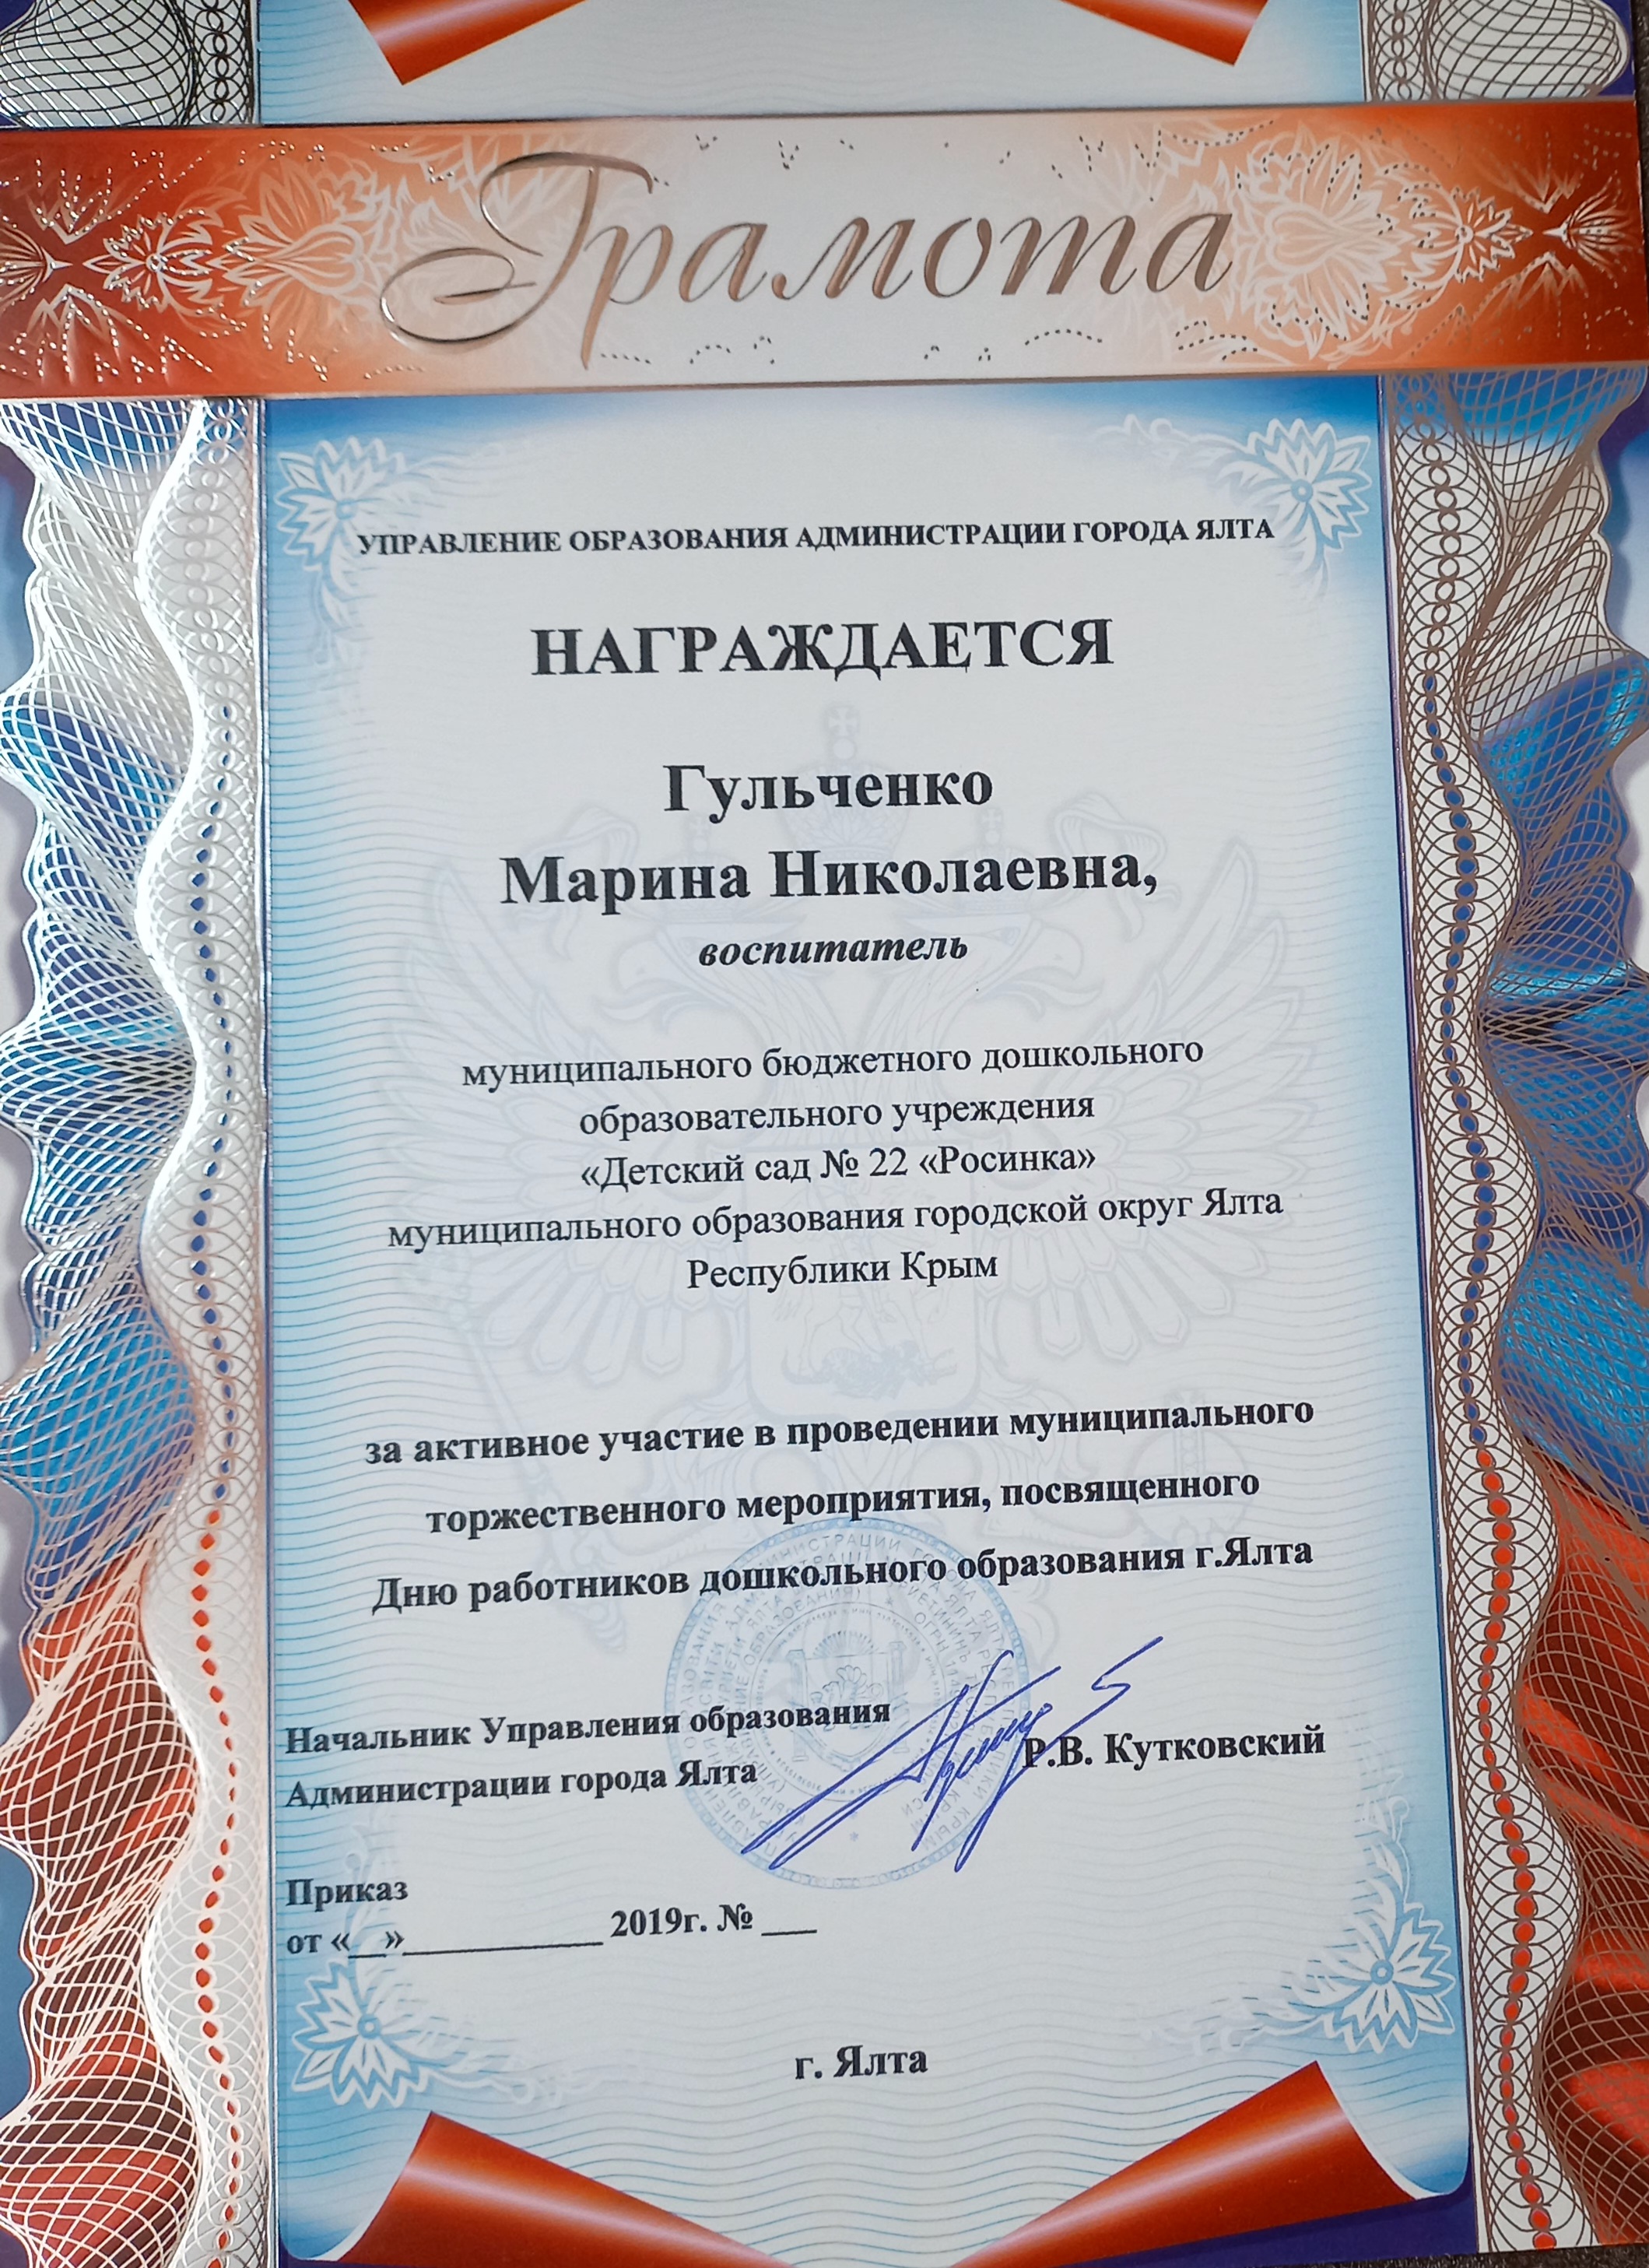 Грамота
УПРАВЛЕНИЕ ОБРАЗОВАНИЯ АДМИНИСТРАЦИИ ГОРОДА ЯЛТА
НАГРАЖДАЕТСЯ
Гульченко
Марина Николаевна,
воспитатель
муниципального бюджетного дошкольного
образовательного учреждения
«Детский сад № 22 «Росинка»
муниципального образования городской округ Ялта
Республики Крым
за активное участие в проведении муниципального
торжественного мероприятия, посвященного
Дню работников дошкольного образования г.Ялта
Начальник Управления образования
Администрации города Ялта
Р.В. Кутковский
Приказ
от «__»___________ 2019г. № ___
г. Ялта